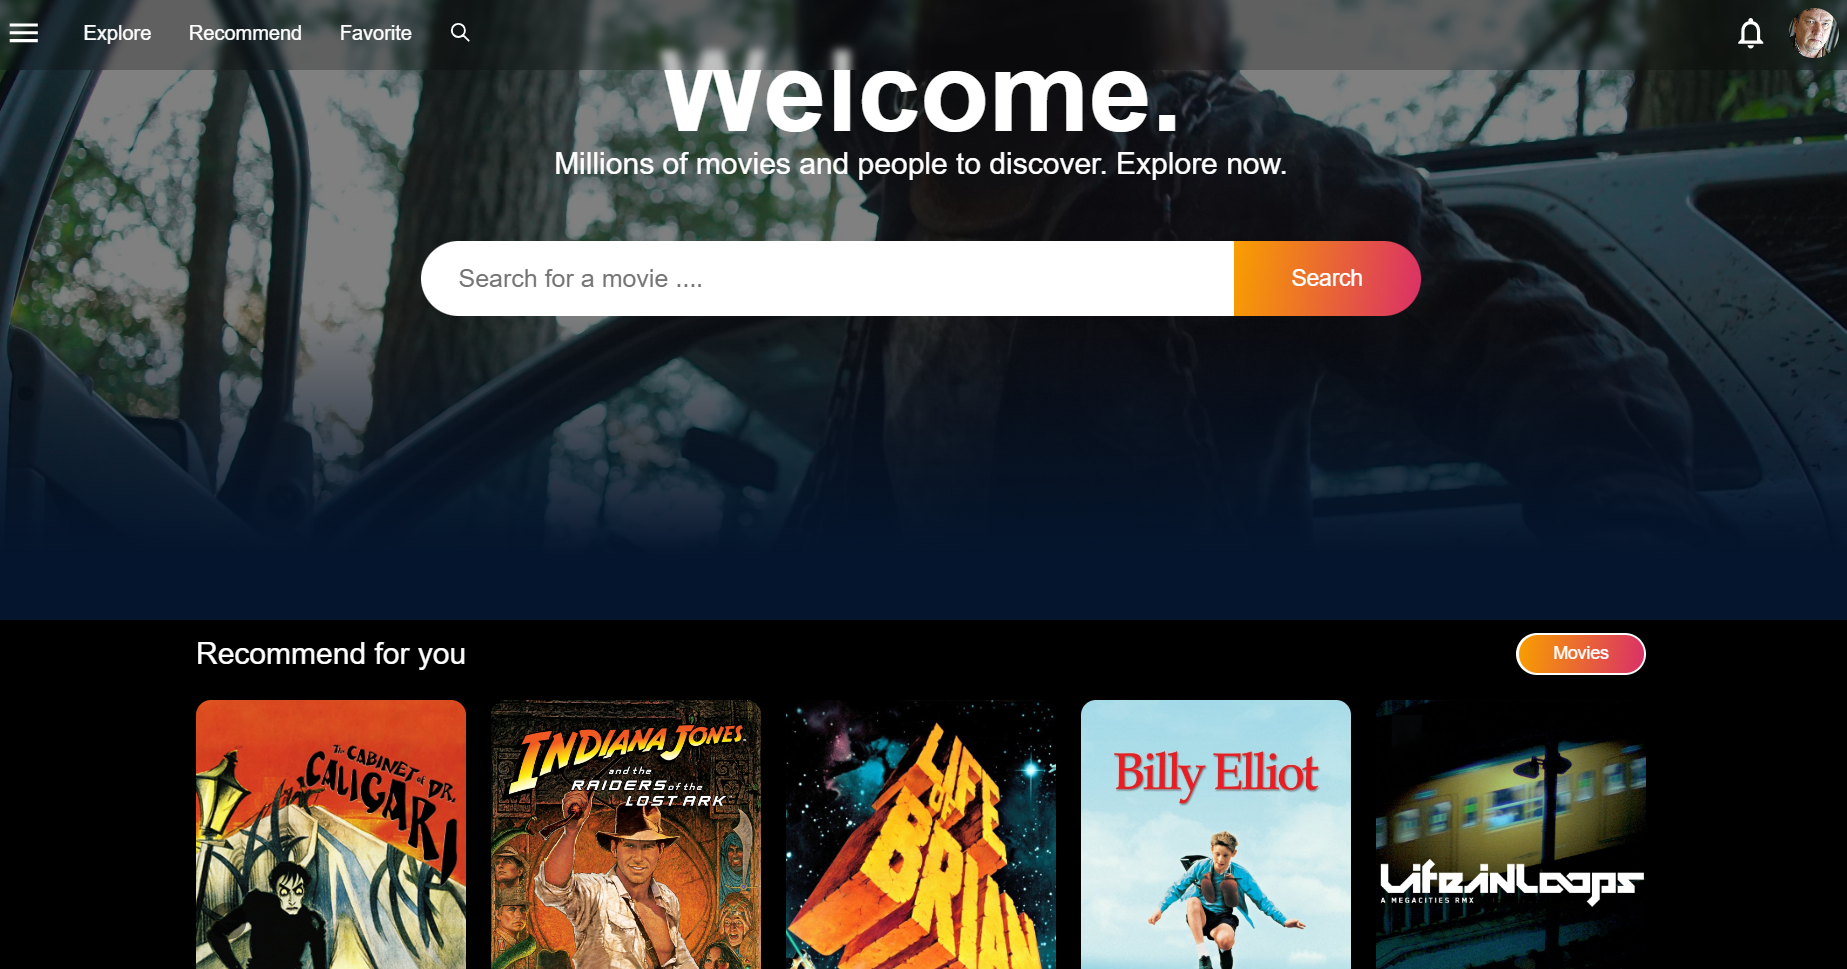 Explore Recommend Favorite
Welcome.
Millions of movies and people to discover. Explore now.
Search for a movie ....
Search
Recommend for you
Movies
The CABINET of DR.
CALIGARI
INDIANA JONES
and the
RAIDERS of the
LOST ARK
LIFE
OF
BRIAN
Billy Elliot
LifeinLoops
A MEGACITIES RMX